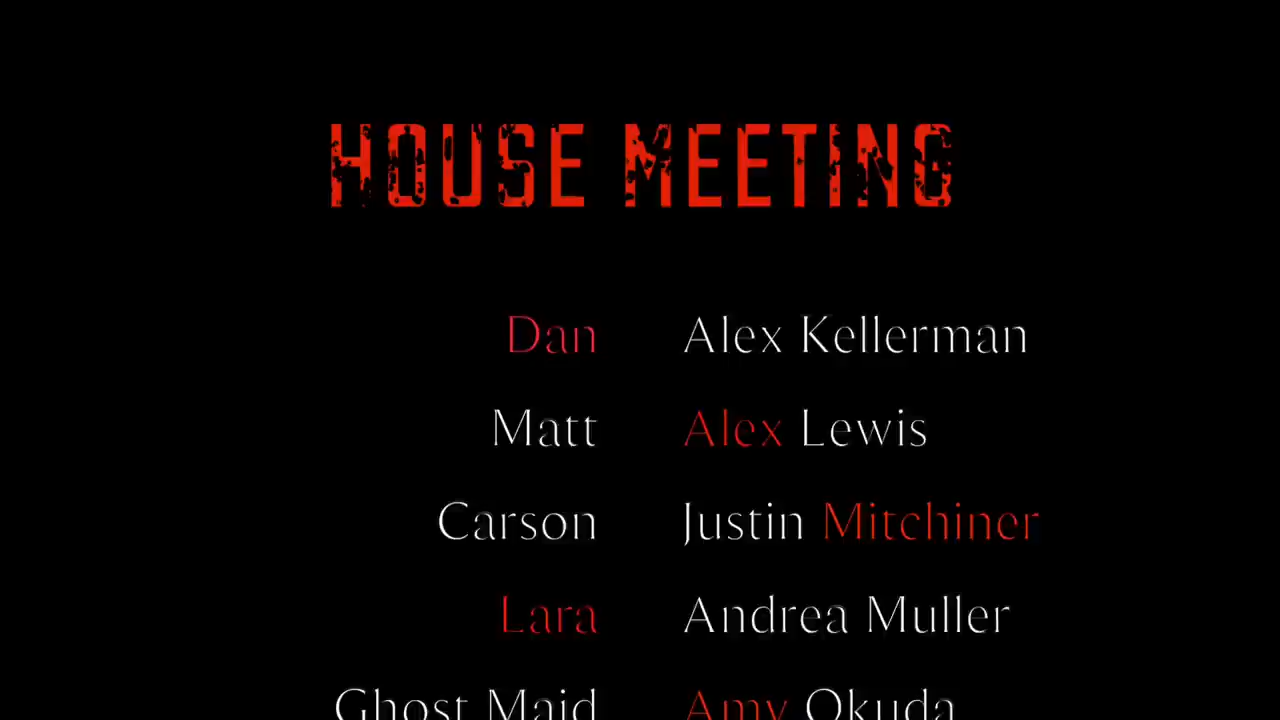 HOUSE MEETING
Dan Alex Kellerman
Matt Alex Lewis
Carson Justin Mitchiner
Lara Andrea Muller
Ghost Maid Amy Okuda